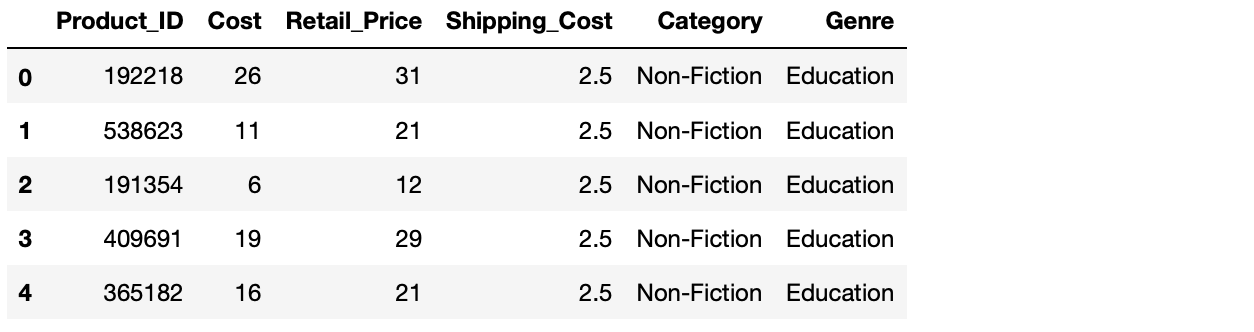 Product_ID Cost Retail_Price Shipping_Cost Category Genre
0 192218 26 31 2.5 Non-Fiction Education
1 538623 11 21 2.5 Non-Fiction Education
2 191354 6 12 2.5 Non-Fiction Education
3 409691 19 29 2.5 Non-Fiction Education
4 365182 16 21 2.5 Non-Fiction Education